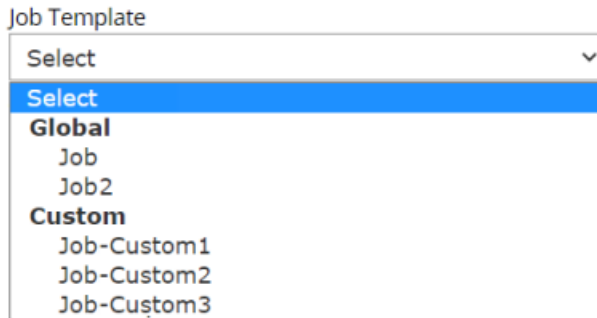 Job Template
Select
Select
Global
Job
Job2
Custom
Job-Custom1
Job-Custom2
Job-Custom3